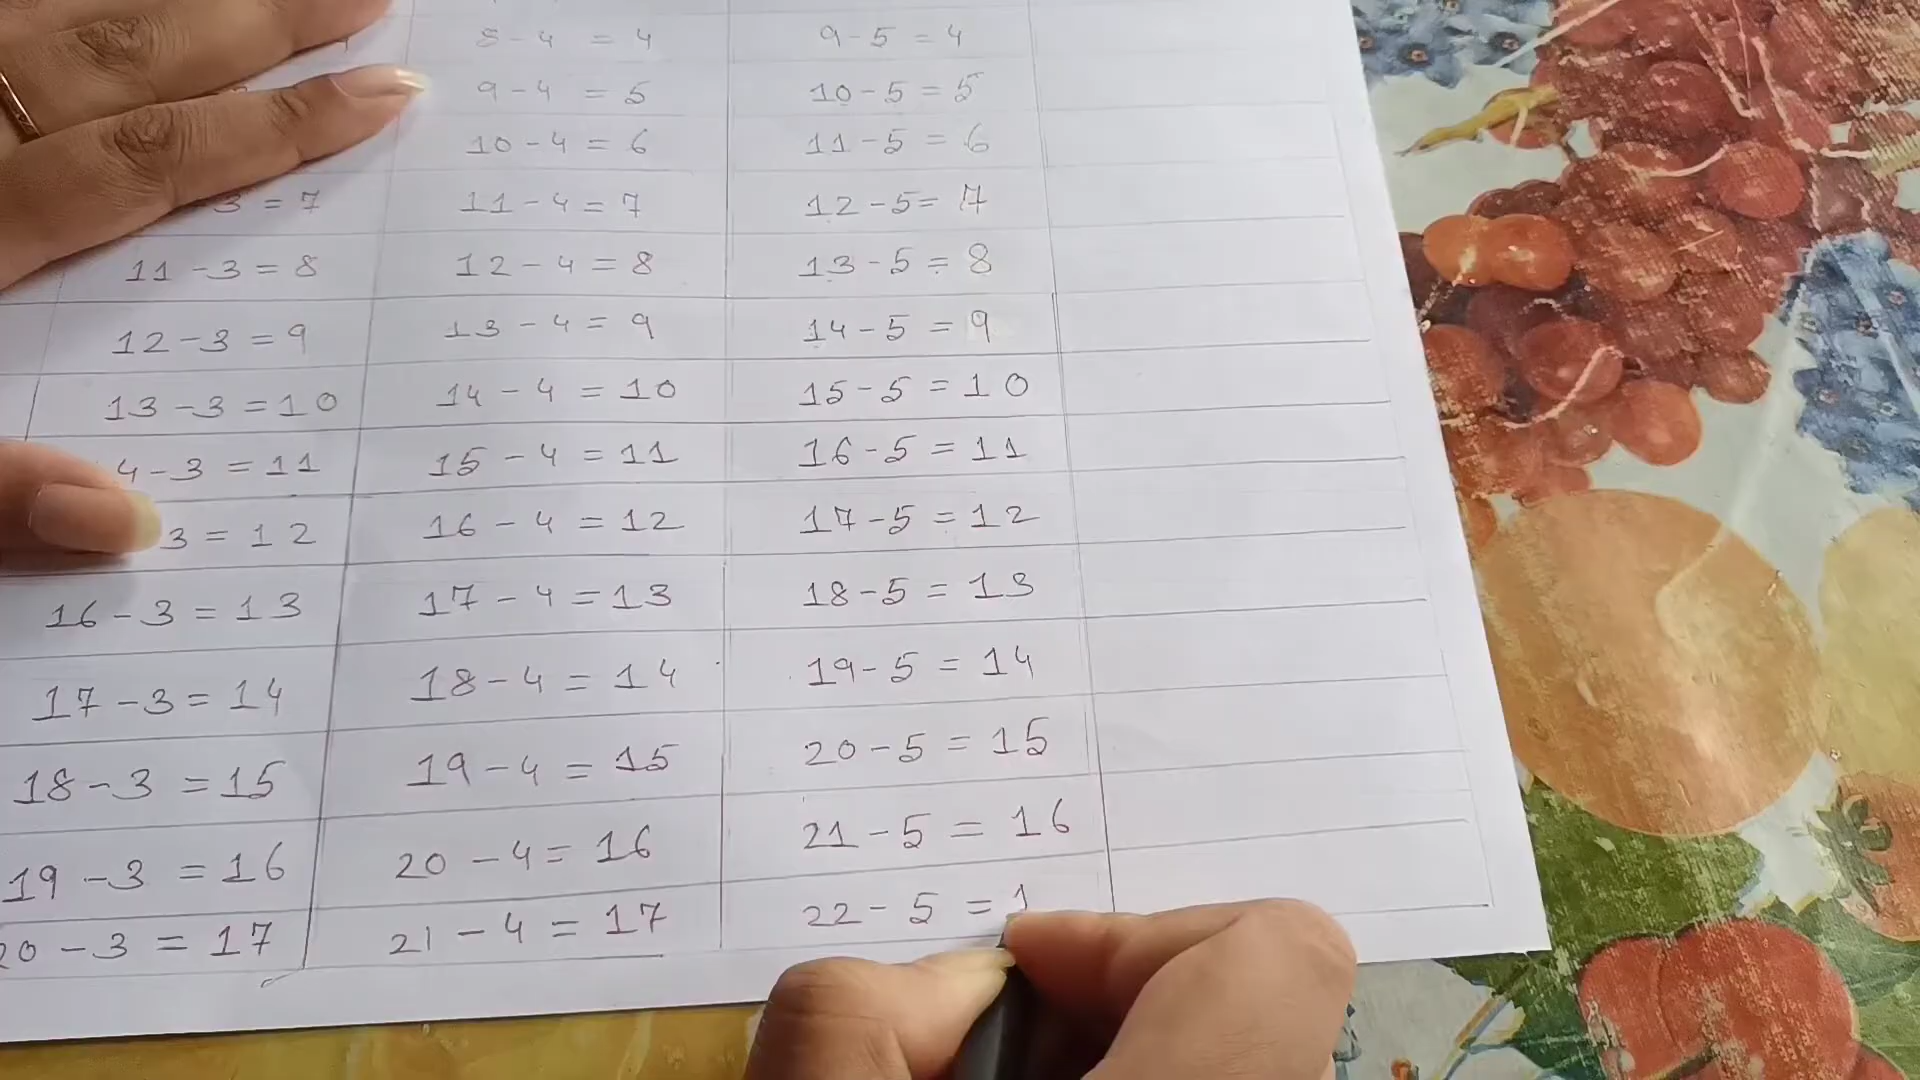 8 - 4 = 4 9 - 5 = 4
9 - 4 = 5 10 - 5 = 5
10 - 4 = 6 11 - 5 = 6
3 = 7 11 - 4 = 7 12 - 5 = 7
11 - 3 = 8 12 - 4 = 8 13 - 5 = 8
12 - 3 = 9 13 - 4 = 9 14 - 5 = 9
13 - 3 = 10 14 - 4 = 10 15 - 5 = 10
4 - 3 = 11 15 - 4 = 11 16 - 5 = 11
3 = 12 16 - 4 = 12 17 - 5 = 12
16 - 3 = 13 17 - 4 = 13 18 - 5 = 13
17 - 3 = 14 18 - 4 = 14 19 - 5 = 14
18 - 3 = 15 19 - 4 = 15 20 - 5 = 15
19 - 3 = 16 20 - 4 = 16 21 - 5 = 16
20 - 3 = 17 21 - 4 = 17 22 - 5 = 1